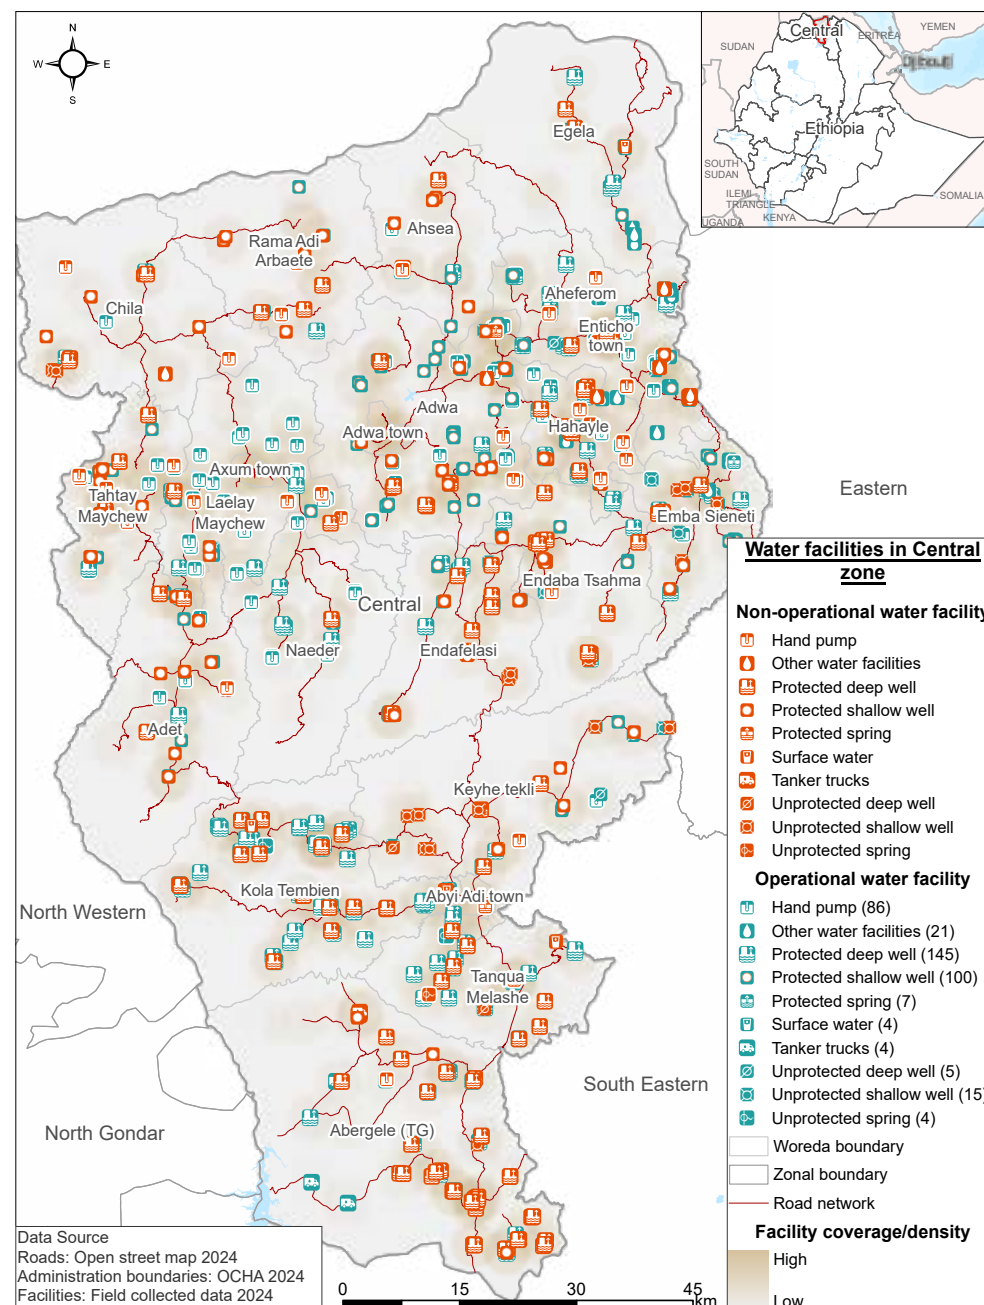 N
W
E
S
YEMEN
Central
ERITREA
SUDAN
Djibouti
Ethiopia
SOUTH
SUDAN
ILEMI
TRIANGLE
SOMALIA
UGANDA
KENYA
Egela
Ahsea
Rama Adi
Arbaete
Aheferom
Chila
Enticho
town
Adwa
Hahayle
Adwa town
Axum town
Tahtay
Maychew
Laelay
Maychew
Eastern
Emba Sieneti
Endaba Tsahma
Central
Naeder
Endafelasi
Adet
Keyhe tekli
Kola Tembien
Abyi Adi town
North Western
Tanqua
Melashe
South Eastern
Abergele (TG)
North Gondar
Water facilities in Central
zone
Non-operational water facility
Hand pump
Other water facilities
Protected deep well
Protected shallow well
Protected spring
Surface water
Tanker trucks
Unprotected deep well
Unprotected shallow well
Unprotected spring
Operational water facility
Hand pump (86)
Other water facilities (21)
Protected deep well (145)
Protected shallow well (100)
Protected spring (7)
Surface water (4)
Tanker trucks (4)
Unprotected deep well (5)
Unprotected shallow well (15)
Unprotected spring (4)
Woreda boundary
Zonal boundary
Road network
Facility coverage/density
High
Low
Data Source
Roads: Open street map 2024
Administration boundaries: OCHA 2024
Facilities: Field collected data 2024
0 15 30 45
km